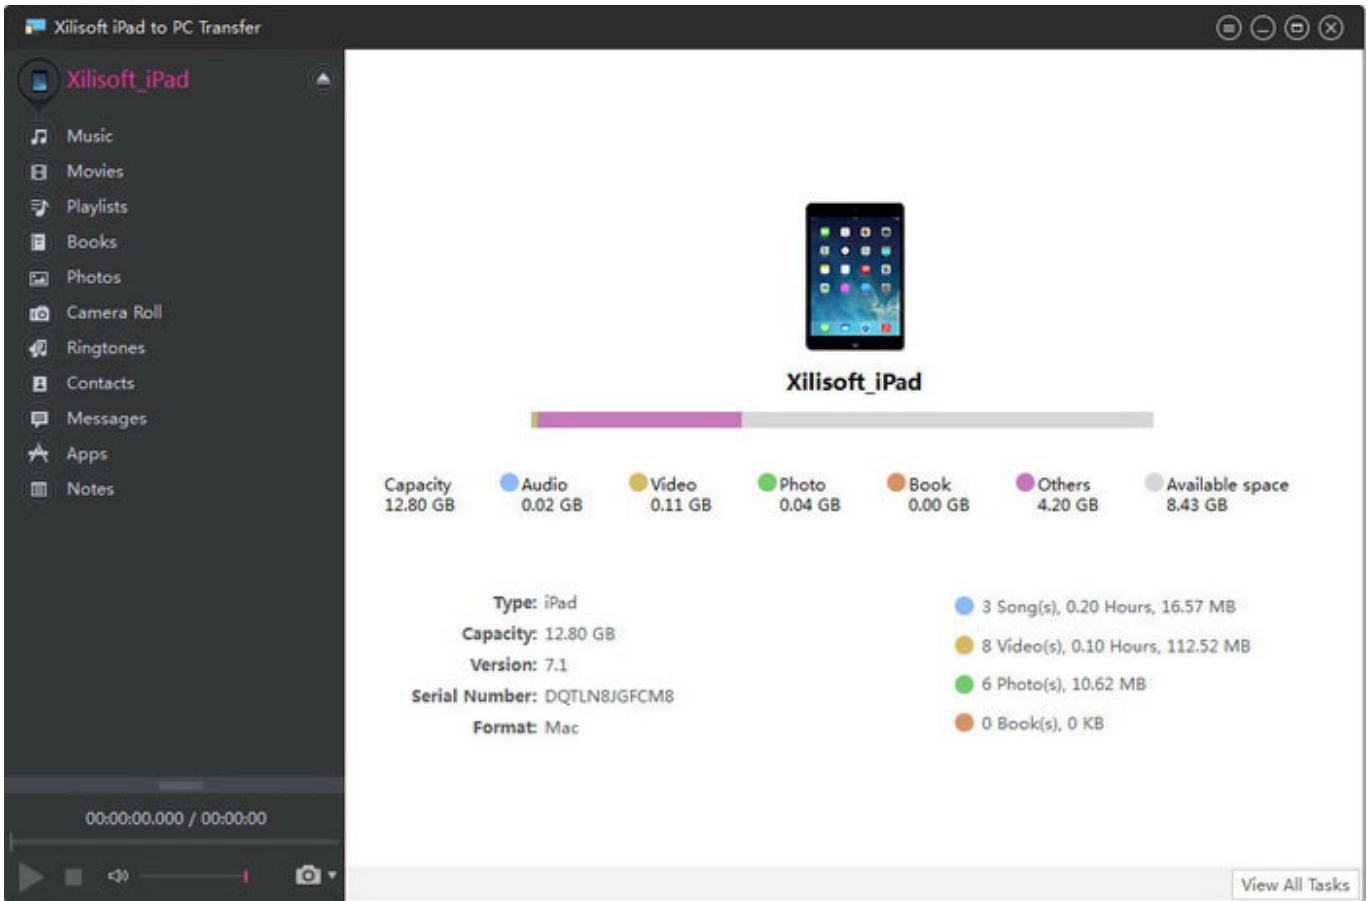 Xilisoft iPad to PC Transfer
Xilisoft_iPad
Music
Movies
Playlists
Books
Photos
Camera Roll
Ringtones
Contacts
Messages
Apps
Notes
00:00:00.000 / 00:00:00
Xilisoft_iPad
Capacity Audio Video Photo Book Others Available space
12.80 GB 0.02 GB 0.11 GB 0.04 GB 0.00 GB 4.20 GB 8.43 GB
Type: iPad
Capacity: 12.80 GB
Version: 7.1
Serial Number: DQTLN8JGFCM8
Format: Mac
3 Song(s), 0.20 Hours, 16.57 MB
8 Video(s), 0.10 Hours, 112.52 MB
6 Photo(s), 10.62 MB
0 Book(s), 0 KB
View All Tasks